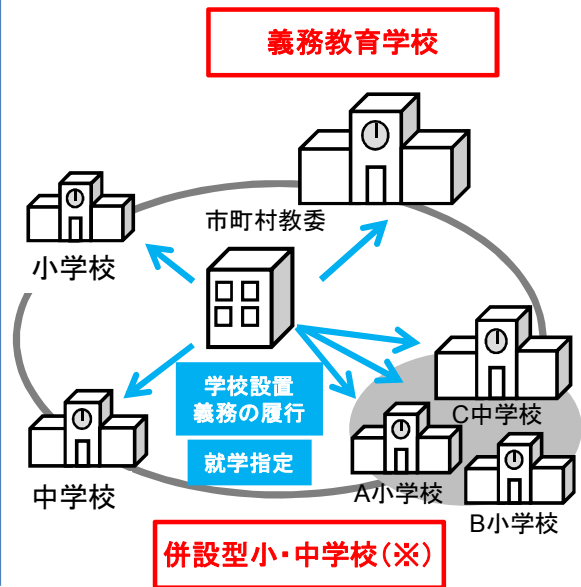 義務教育学校
市町村教委
小学校
学校設置
義務の履行
就学指定
中学校
C中学校
A小学校
B小学校
併設型小・中学校(※)